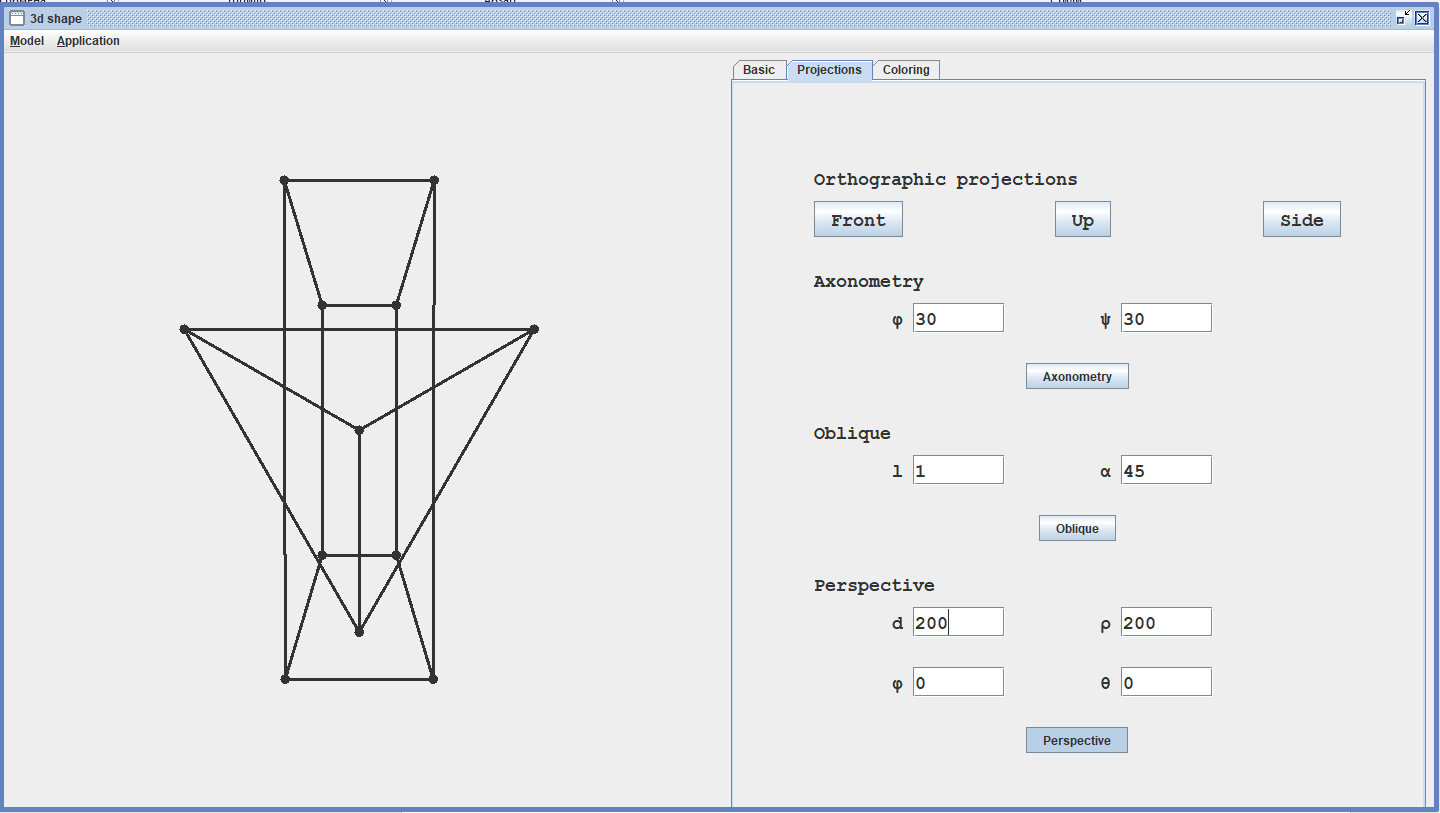 3d shape
Model Application
Basic Projections Coloring
Orthographic projections
Front Up Side
Axonometry
φ 30 ψ 30
Axonometry
Oblique
l 1 α 45
Oblique
Perspective
d 200 ρ 200
φ 0 θ 0
Perspective